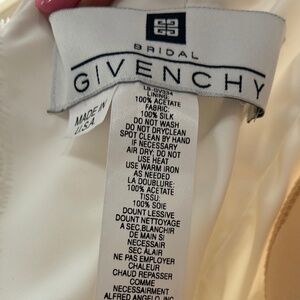 BRIDAL
GIVENCHY
MADE IN
U.S.A.
LINING:
100% ACETATE
FABRIC:
100% SILK
DO NOT WASH
DO NOT DRYCLEAN
SPOT CLEAN BY HAND
IF NECESSARY
AIR DRY: DO NOT
USE HEAT
USE WARM IRON
AS NEEDED
LA DOUBLURE:
100% ACETATE
TISSU:
100% SOIE
DOUNT LESSIVE
DOUNT NETTOYAGE
A SEC.BLANCHIR
DE MAIN SI
NECESSAIR
SEC ALAIR
NE PAS EMPLOYER
CHALEUR
CHAUD REPASSER
COMME
NECESSAIREMENT
ALFRED ANGELO, INC